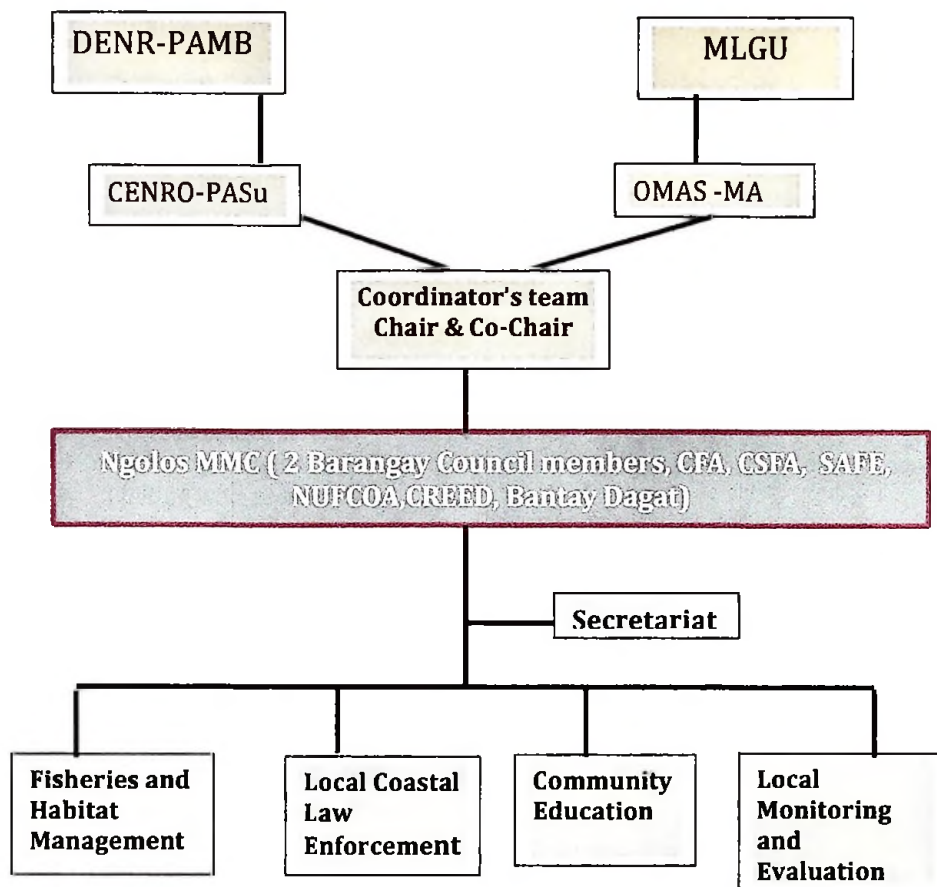 DENR-PAMB
MLGU
CENRO-PASu
OMAS -MA
Coordinator's team
Chair & Co-Chair
Ngolos MMC ( 2 Barangay Council members, CFA, CSFA, SAFE,
NUFCOA,CREED, Bantay Dagat)
Secretariat
Fisheries and
Habitat
Management
Local Coastal
Law
Enforcement
Community
Education
Local
Monitoring
and
Evaluation